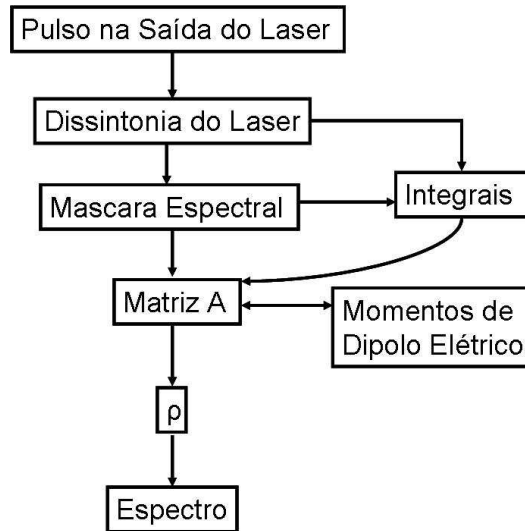 Pulso na Saída do Laser
Dissintonia do Laser
Mascara Espectral
Integrais
Matriz A
Momentos de
Dipolo Elétrico
ρ
Espectro